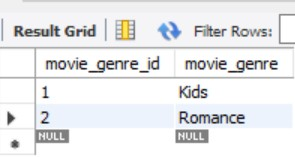 Result Grid Filter Rows:
movie_genre_id movie_genre
1 Kids
2 Romance
NULL NULL